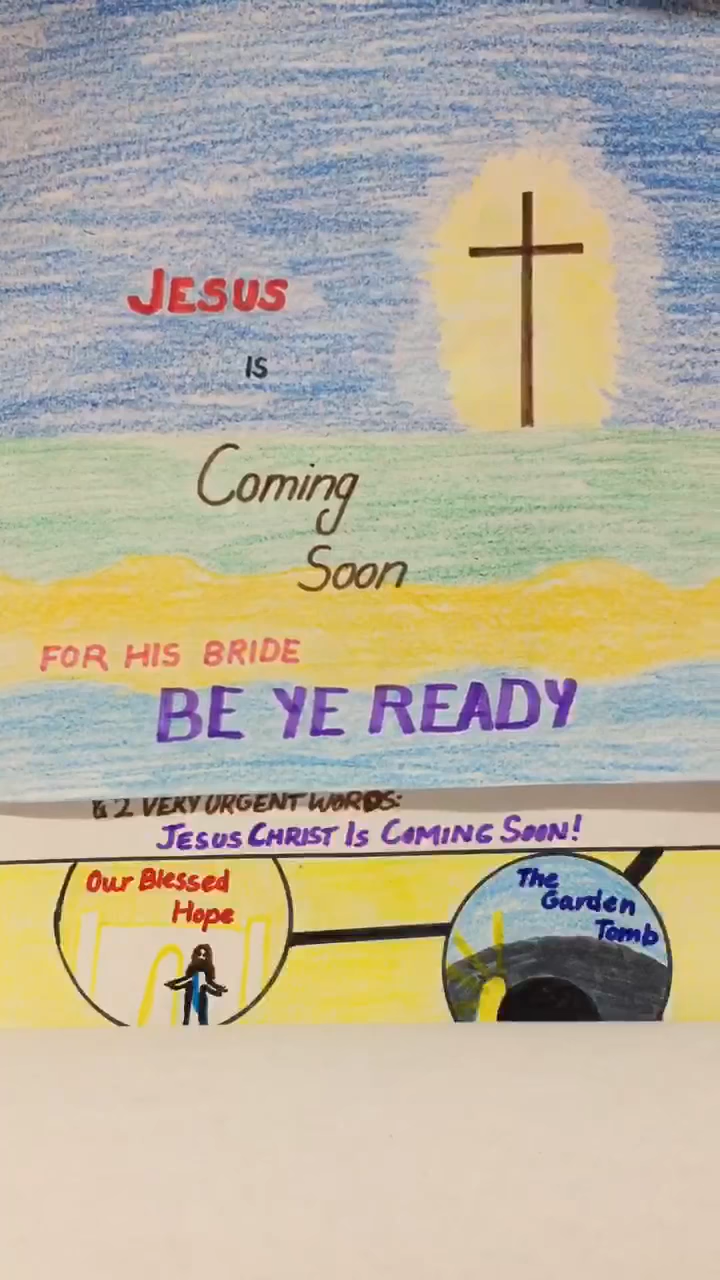 JESUS
IS
Coming
Soon
FOR HIS BRIDE
BE YE READY
2 VERY URGENT WORDS:
JESUS CHRIST IS COMING SOON!
Our Blessed
Hope
The
Garden
Tomb